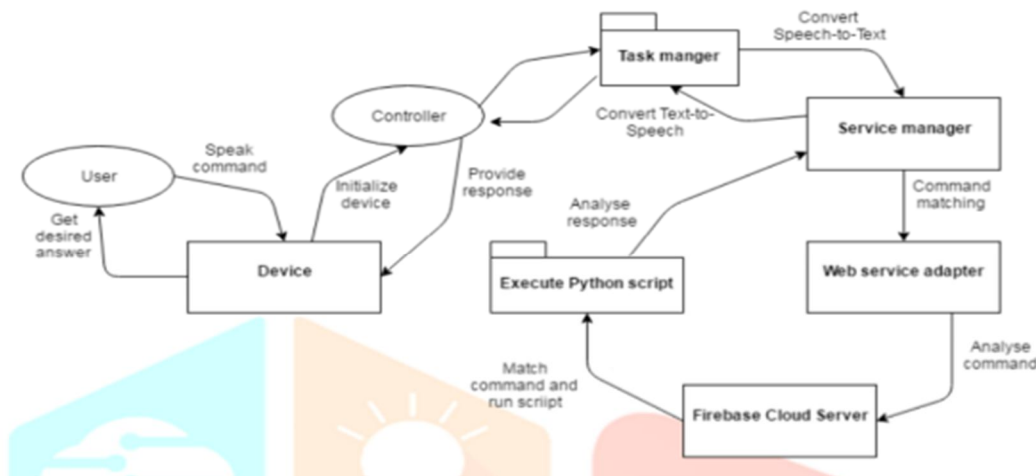 Convert
Speech-to-Text
Task manger
Controller
Convert Text-to-
Speech
Service manager
Speak
command
User
Initialize
device
Provide
response
Analyse
response
Command
matching
Get
desired
answer
Device
Execute Python script
Web service adapter
Match
command and
run scriipt
Analyse
command
Firebase Cloud Server